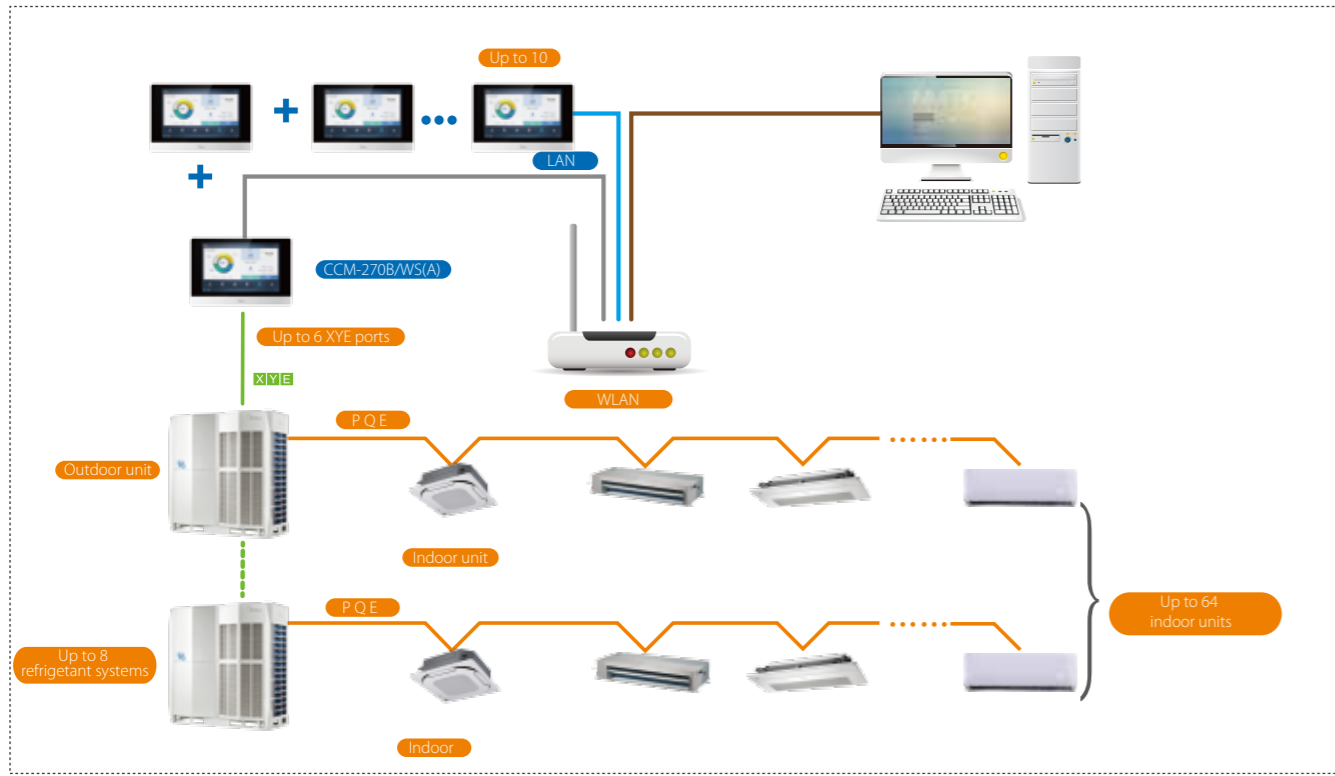 Up to 10
LAN
CCM-270B/WS(A)
Up to 6 XYE ports
X Y E
WLAN
P Q E
Outdoor unit
Indoor unit
P Q E
Up to 64
indoor units
Up to 8
refrigetant systems
Indoor